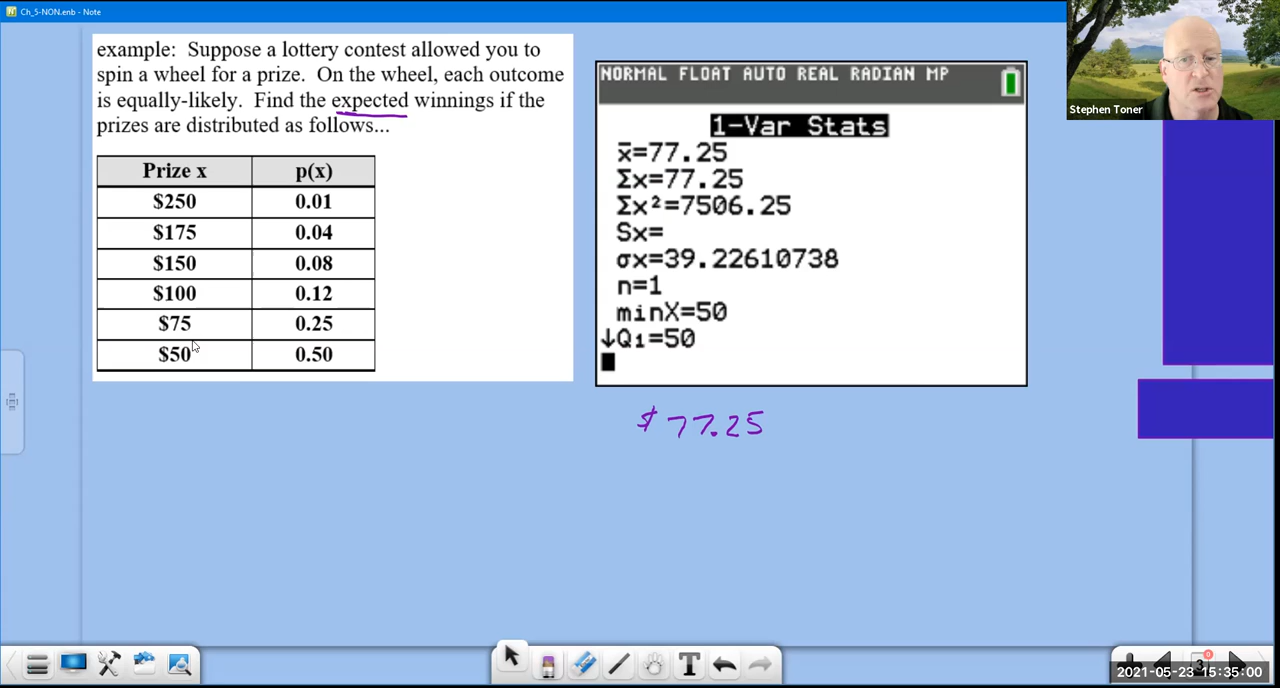 Ch_5-NON.enb - Note
example: Suppose a lottery contest allowed you to
spin a wheel for a prize. On the wheel, each outcome
is equally-likely. Find the expected winnings if the
prizes are distributed as follows...
Prize x p(x)
$250 0.01
$175 0.04
$150 0.08
$100 0.12
$75 0.25
$50 0.50
NORMAL FLOAT AUTO REAL RADIAN MP
1-Var Stats
x̄=77.25
Σx=77.25
Σx²=7506.25
Sx=
σx=39.22610738
n=1
minX=50
↓Q₁=50
$77.25
Stephen Toner
T
3
0
2021-05-23 15:35:00